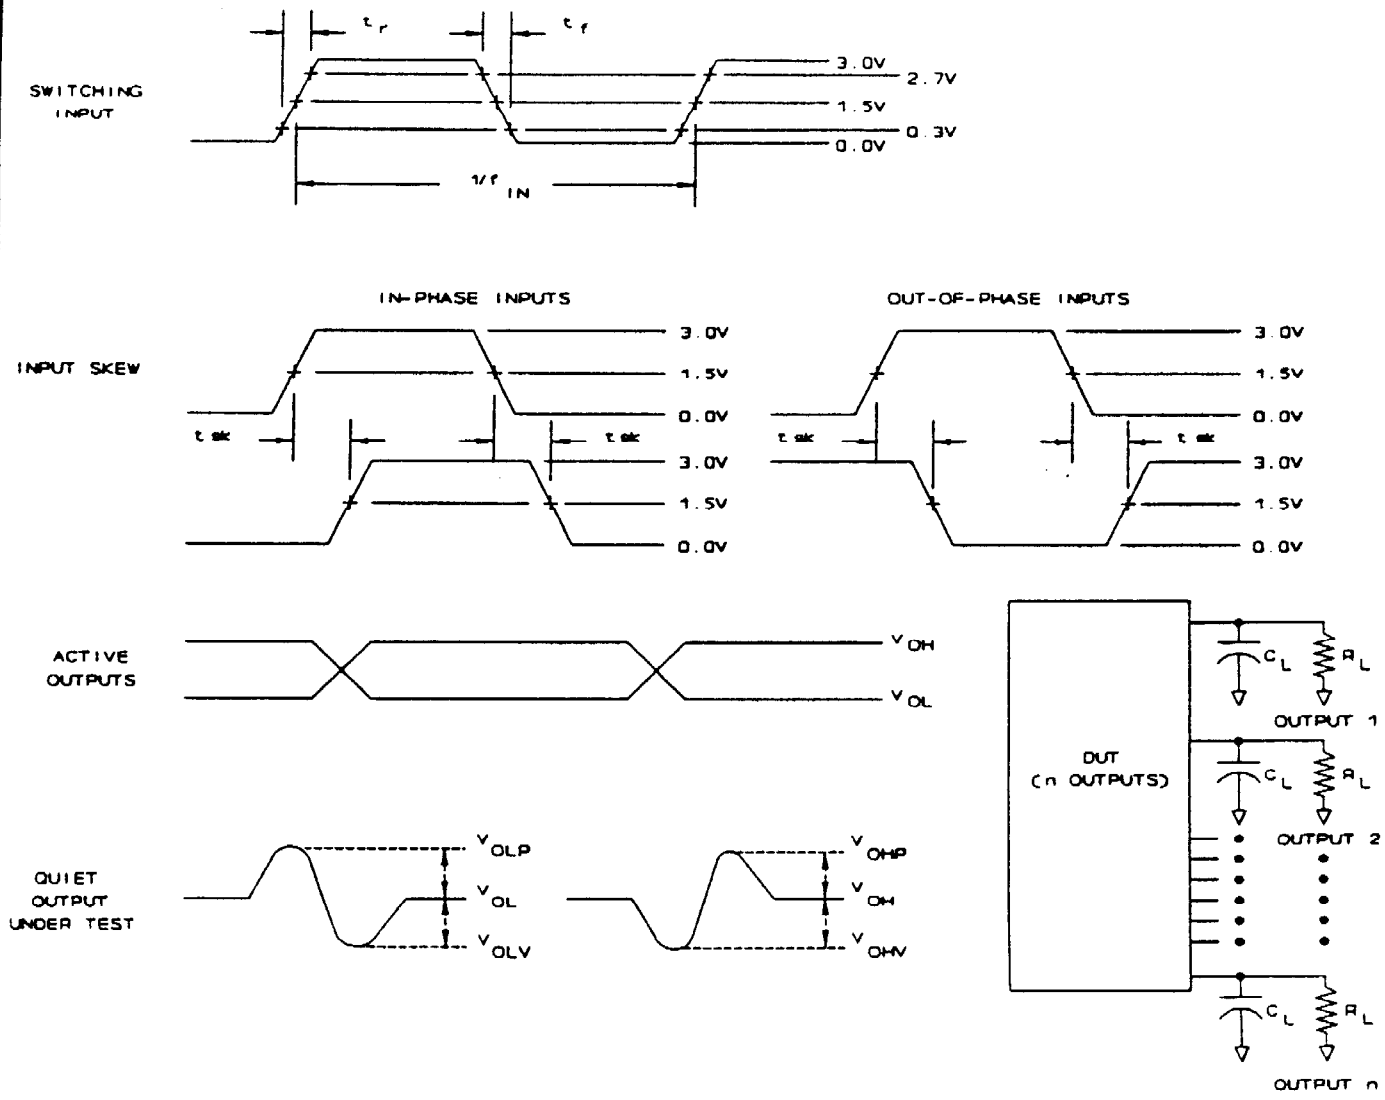 t r
t f
SWITCHING
INPUT
3.0V
2.7V
1.5V
0.3V
0.0V
1/f IN
IN-PHASE INPUTS
OUT-OF-PHASE INPUTS
INPUT SKEW
3.0V
1.5V
0.0V
t sk
t sk
3.0V
1.5V
0.0V
3.0V
1.5V
0.0V
t sk
t sk
3.0V
1.5V
0.0V
ACTIVE
OUTPUTS
V OH
V OL
QUIET
OUTPUT
UNDER TEST
V OLP
V OL
V OLV
V OHP
V OH
V OHV
DUT
(n OUTPUTS)
C L
R L
OUTPUT 1
C L
R L
OUTPUT 2
C L
R L
OUTPUT n